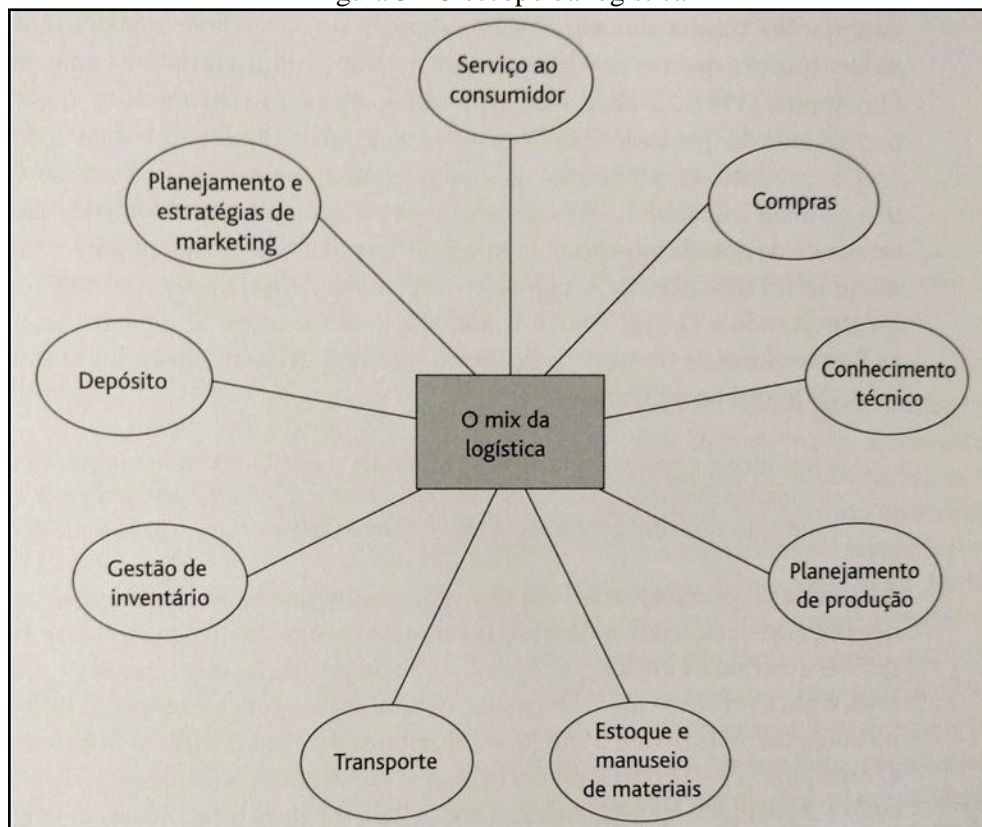 Serviço ao
consumidor
Planejamento e
estratégias de
marketing
Compras
Depósito
Conhecimento
técnico
O mix da
logística
Gestão de
inventário
Planejamento
de produção
Transporte
Estoque e
manuseio
de materiais